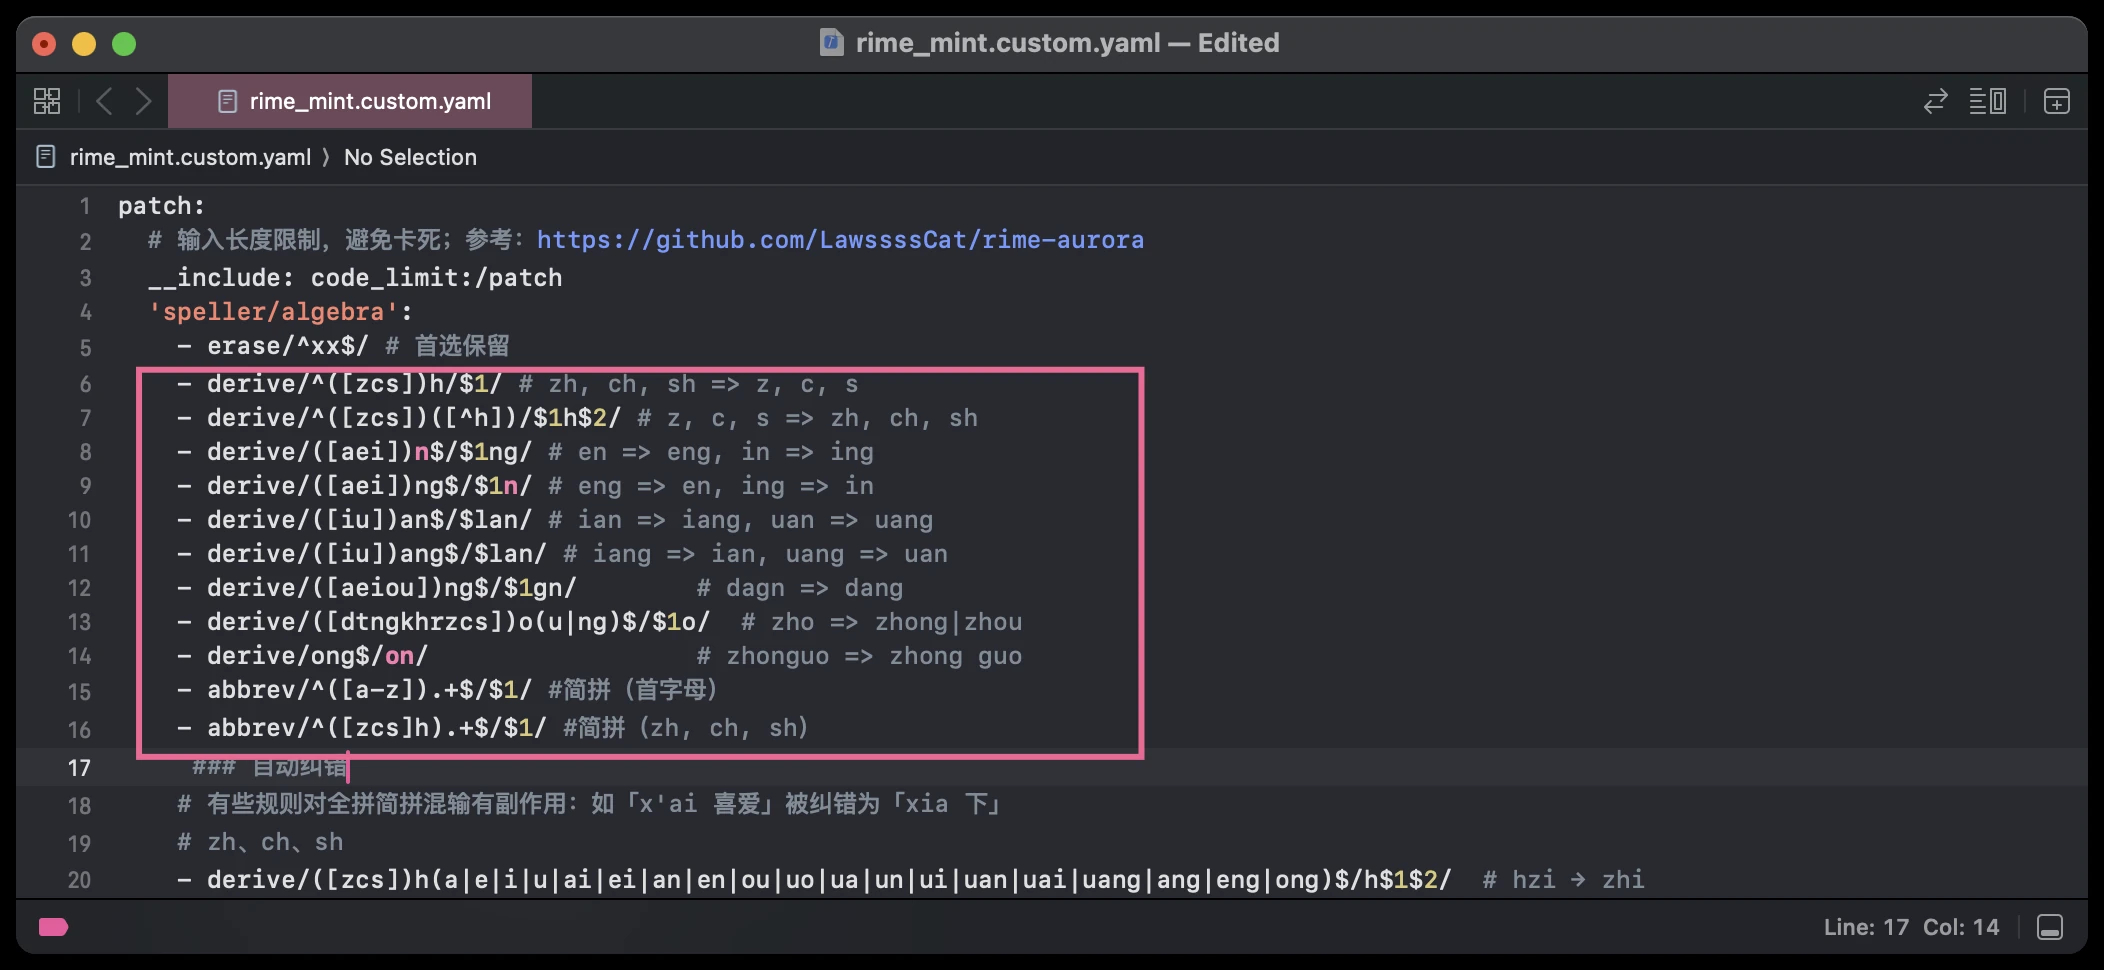 rime_mint.custom.yaml — Edited
rime_mint.custom.yaml
rime_mint.custom.yaml 〉 No Selection
1 patch:
2 # 输入长度限制，避免卡死；参考：https://github.com/LawssssCat/rime-aurora
3 __include: code_limit:/patch
4 'speller/algebra':
5 - erase/^xx$/ # 首选保留
6 - derive/^([zcs])h/$1/ # zh, ch, sh => z, c, s
7 - derive/^([zcs])([^h])/$1h$2/ # z, c, s => zh, ch, sh
8 - derive/([aei])n$/$1ng/ # en => eng, in => ing
9 - derive/([aei])ng$/$1n/ # eng => en, ing => in
10 - derive/([iu])an$/$lan/ # ian => iang, uan => uang
11 - derive/([iu])ang$/$lan/ # iang => ian, uang => uan
12 - derive/([aeiou])ng$/$1gn/ # dagn => dang
13 - derive/([dtngkhrzcs])o(u|ng)$/$1o/ # zho => zhong|zhou
14 - derive/ong$/on/ # zhonguo => zhong guo
15 - abbrev/^([a-z]).+$/$1/ #简拼（首字母）
16 - abbrev/^([zcs]h).+$/$1/ #简拼（zh, ch, sh）
17 ### 自动纠错
18 # 有些规则对全拼简拼混输有副作用：如「x'ai 喜爱」被纠错为「xia 下」
19 # zh、ch、sh
20 - derive/([zcs])h(a|e|i|u|ai|ei|an|en|ou|uo|ua|un|ui|uan|uai|uang|ang|eng|ong)$/h$1$2/ # hzi → zhi
Line: 17 Col: 14